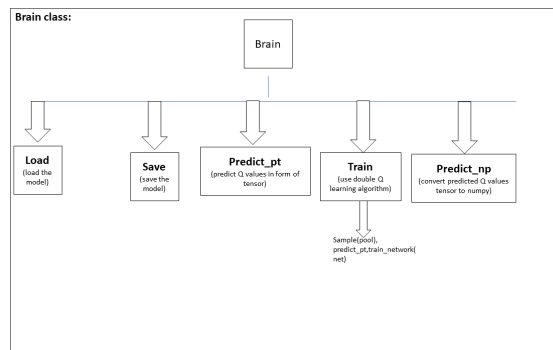 Brain class:
Brain
Load
(load the
model)
Save
(save the
model)
Predict_pt
(predict Q values in form of
tensor)
Train
(use double Q
learning algorithm)
Predict_np
(convert predicted Q values
tensor to numpy)
Sample(pool),
predict_pt,train_network(
net)